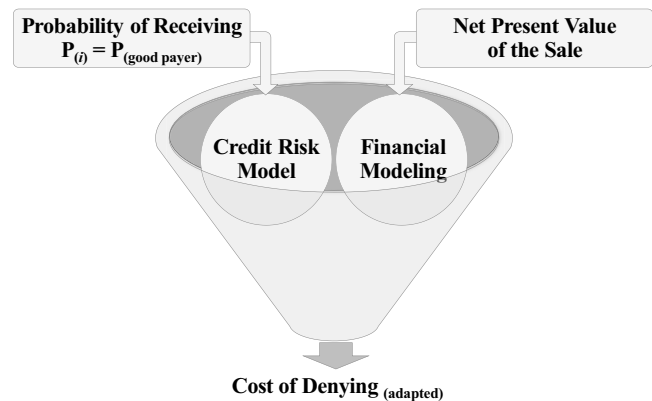 Probability of Receiving
P(i) = P(good payer)
Net Present Value
of the Sale
Credit Risk
Model
Financial
Modeling
Cost of Denying (adapted)